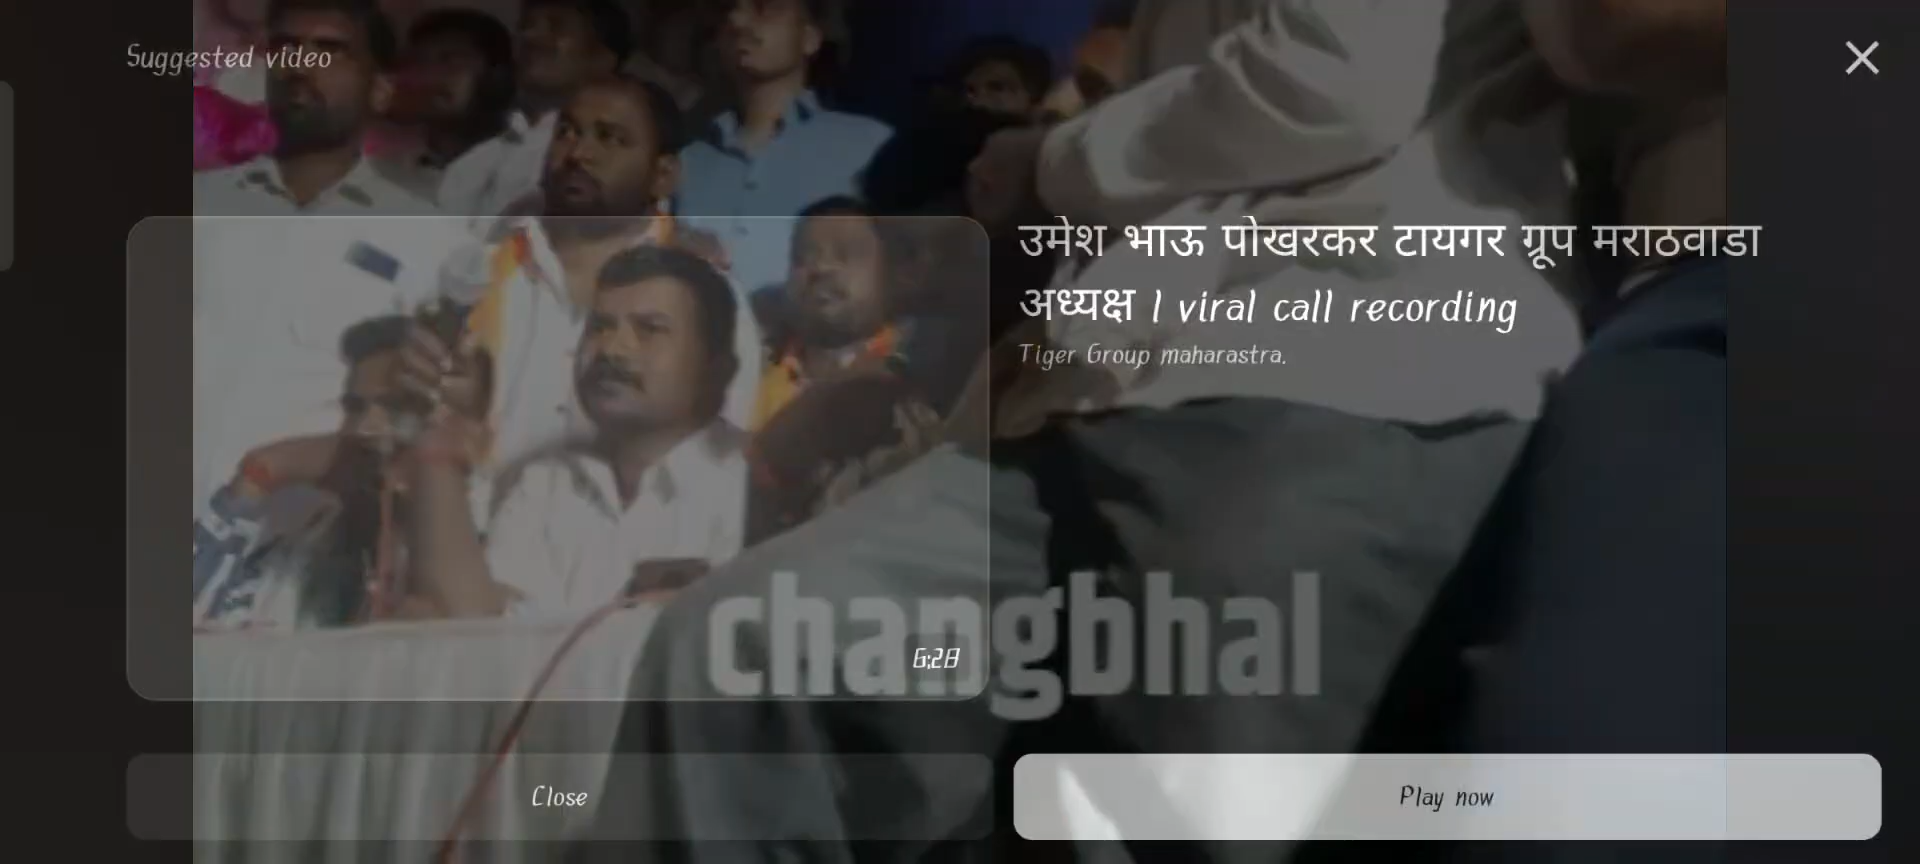 Suggested video
उमेश भाऊ पोखरकर टायगर ग्रूप मराठवाडा
अध्यक्ष | viral call recording
Tiger Group maharastra.
changbhal
6:28
Close
Play now